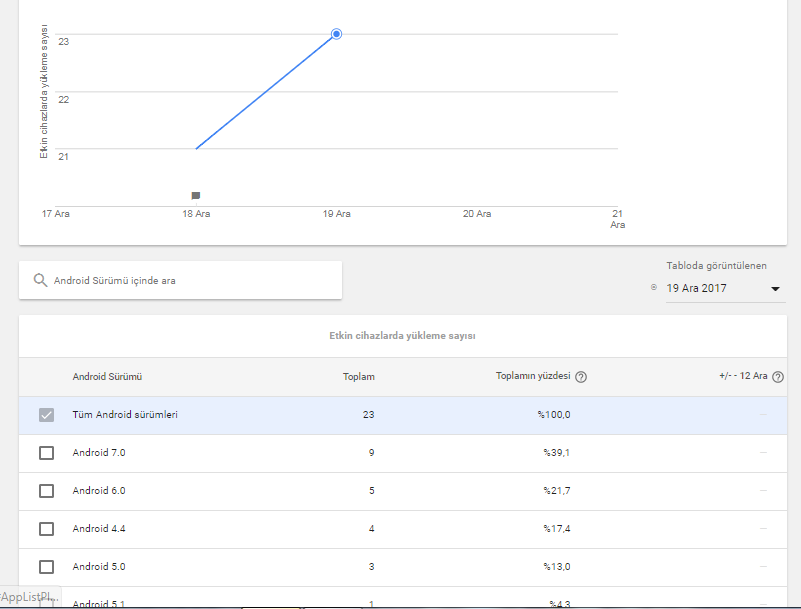 Etkin cihazlarda yükleme sayısı
23
22
21
17 Ara 18 Ara 19 Ara 20 Ara 21 Ara
Android Sürümü içinde ara
Tabloda görüntülenen
19 Ara 2017
Etkin cihazlarda yükleme sayısı
Android Sürümü Toplam Toplamın yüzdesi ? +/- - 12 Ara ?
Tüm Android sürümleri 23 %100,0 –
Android 7.0 9 %39,1 –
Android 6.0 5 %21,7 –
Android 4.4 4 %17,4 –
Android 5.0 3 %13,0 –
AppListPl...
Android 5.1 1 %4,3